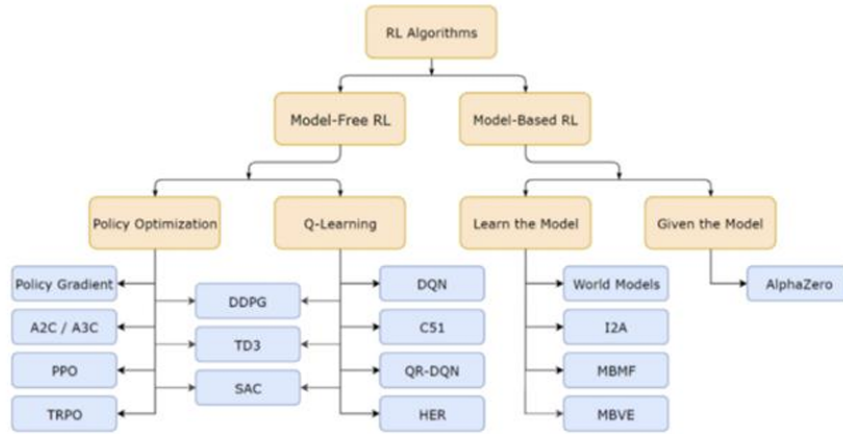 RL Algorithms
Model-Free RL
Model-Based RL
Policy Optimization
Q-Learning
Learn the Model
Given the Model
Policy Gradient
A2C / A3C
PPO
TRPO
DDPG
TD3
SAC
DQN
C51
QR-DQN
HER
World Models
I2A
MBMF
MBVE
AlphaZero